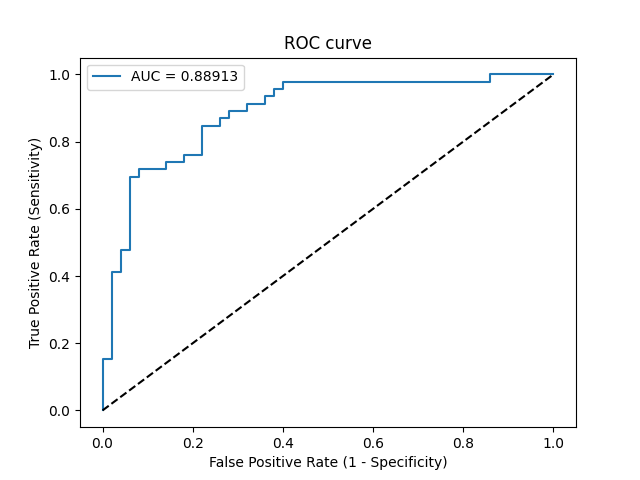 ROC curve
AUC = 0.88913
True Positive Rate (Sensitivity)
1.0
0.8
0.6
0.4
0.2
0.0
0.0 0.2 0.4 0.6 0.8 1.0
False Positive Rate (1 - Specificity)